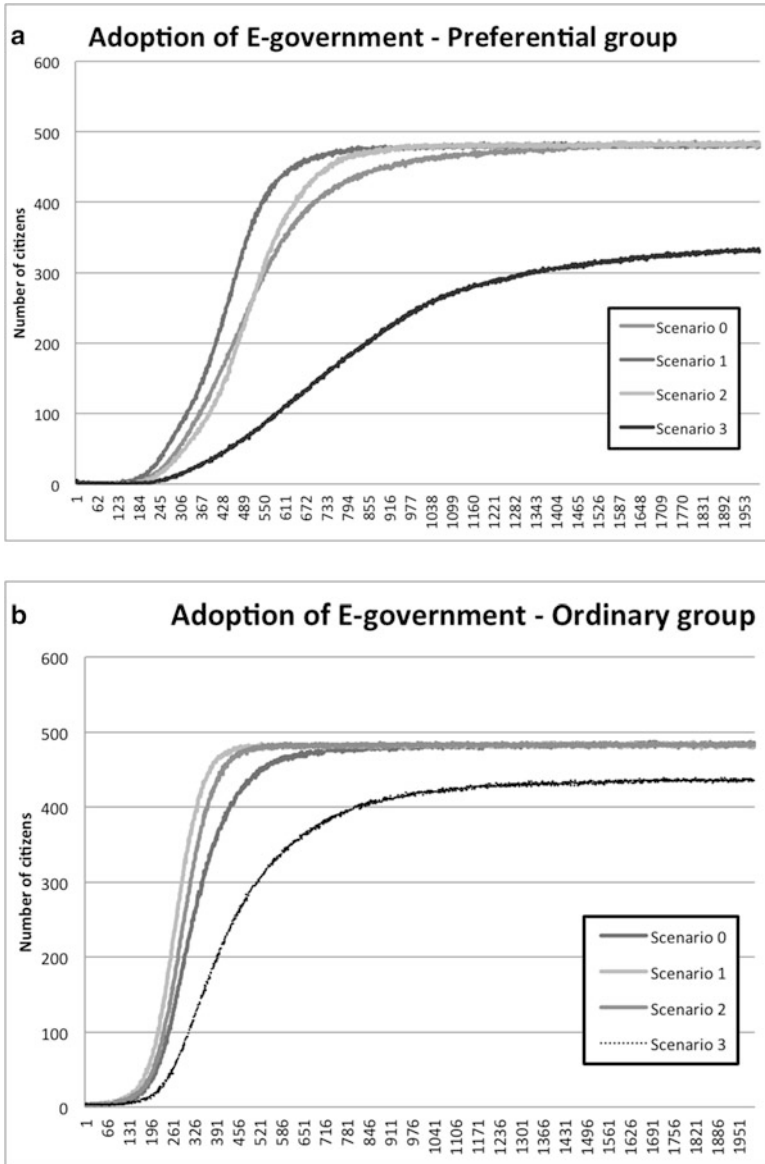 a
Adoption of E-government - Preferential group
600
500
400
300
200
100
0
Number of citizens
Scenario 0
Scenario 1
Scenario 2
Scenario 3
1 62 123 184 245 306 367 428 489 550 611 672 733 794 855 916 977 1038 1099 1160 1221 1282 1343 1404 1465 1526 1587 1648 1709 1770 1831 1892 1953
b
Adoption of E-government - Ordinary group
600
500
400
300
200
100
0
Number of citizens
Scenario 0
Scenario 1
Scenario 2
Scenario 3
1 66 131 196 261 326 391 456 521 586 651 716 781 846 911 976 1041 1106 1171 1236 1301 1366 1431 1496 1561 1626 1691 1756 1821 1886 1951